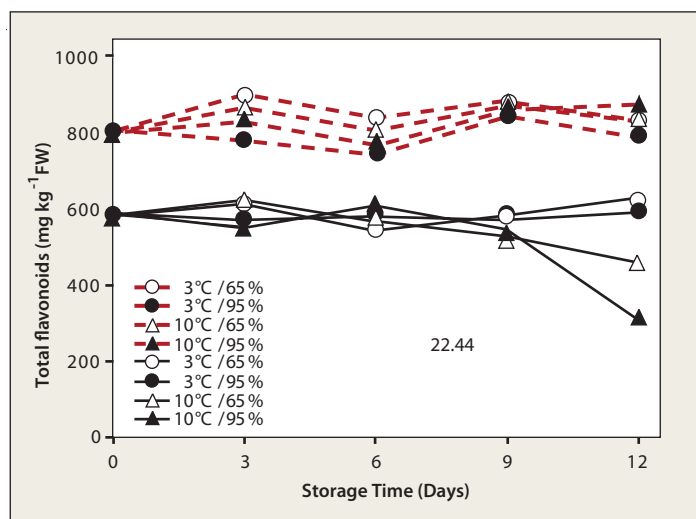 1000
800
600
400
200
0
Total flavonoids (mg kg⁻¹ FW)
3°C /65%
3°C /95%
10°C /65%
10°C /95%
3°C /65%
3°C /95%
10°C /65%
10°C /95%
22.44
0 3 6 9 12
Storage Time (Days)